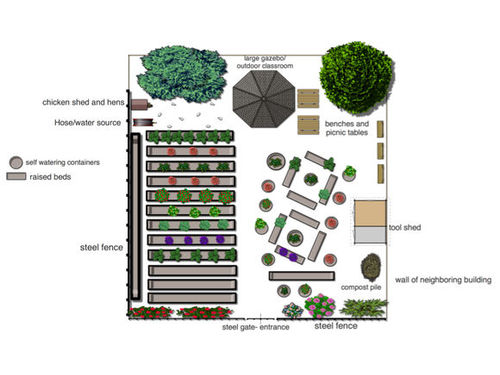 large gazebo/
outdoor classroom
chicken shed and hens
Hose/water source
benches and
picnic tables
self watering containers
raised beds
tool shed
steel fence
wall of neighboring building
compost pile
steel gate- entrance
steel fence